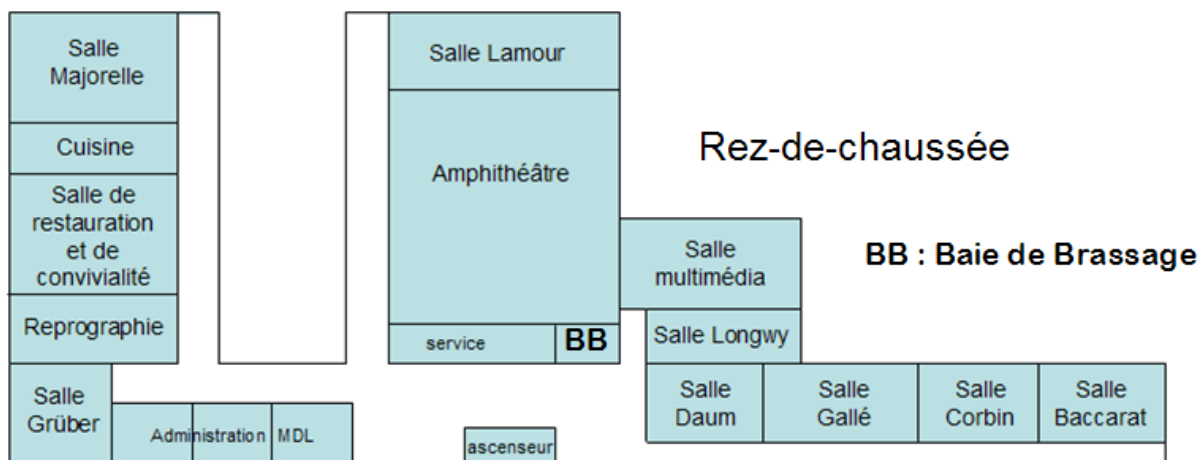 Salle
Majorelle
Cuisine
Salle de
restauration
et de
convivialité
Reprographie
Salle
Grüber
Administration
MDL
Salle Lamour
Amphithéâtre
service
BB
ascenseur
Rez-de-chaussée
BB : Baie de Brassage
Salle
multimédia
Salle Longwy
Salle
Daum
Salle
Gallé
Salle
Corbin
Salle
Baccarat